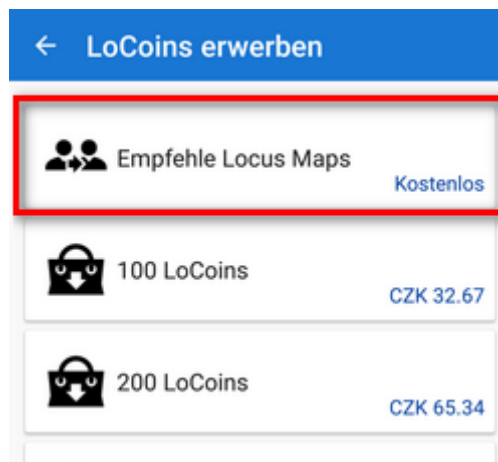 LoCoins erwerben
Empfehle Locus Maps
Kostenlos
100 LoCoins
CZK 32.67
200 LoCoins
CZK 65.34